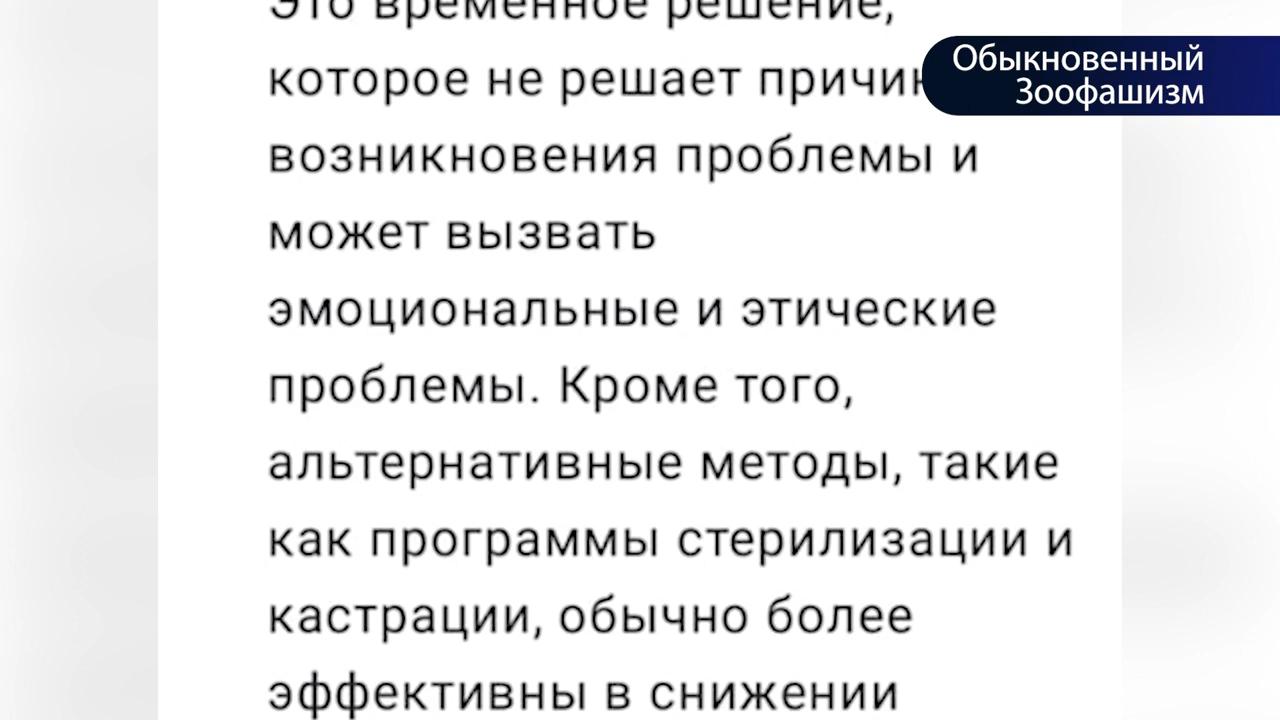 Это временное решение,
которое не решает
возникновения проблемы и
может вызвать
эмоциональные и этические
проблемы. Кроме того,
альтернативные методы, такие
как программы стерилизации и
кастрации, обычно более
эффективны в снижении
Обыкновенный
Зоофашизм